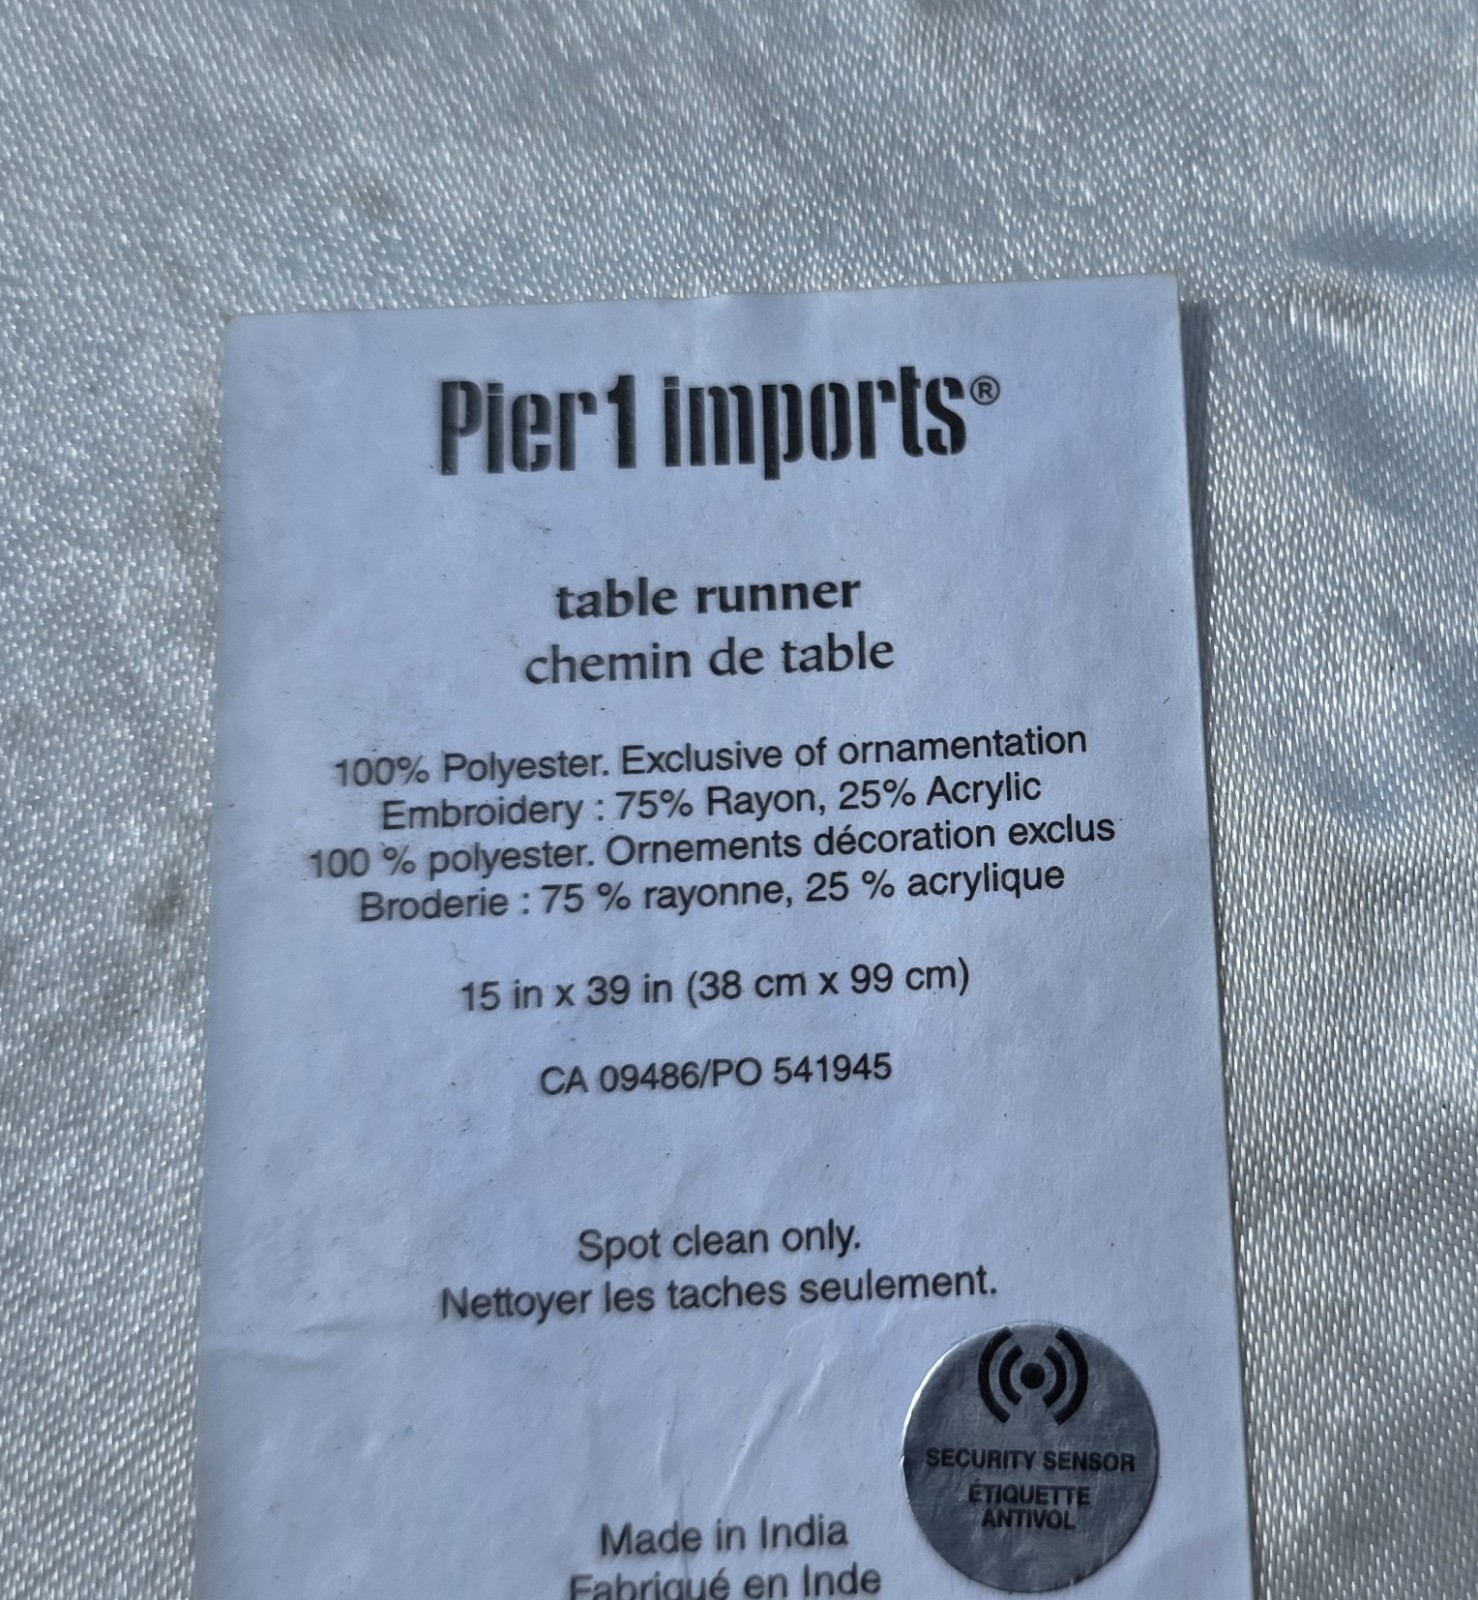 Pier 1 imports®
table runner
chemin de table
100% Polyester. Exclusive of ornamentation
Embroidery : 75% Rayon, 25% Acrylic
100 % polyester. Ornements décoration exclus
Broderie : 75 % rayonne, 25 % acrylique
15 in x 39 in (38 cm x 99 cm)
CA 09486/PO 541945
Spot clean only.
Nettoyer les taches seulement.
SECURITY SENSOR
ÉTIQUETTE
ANTIVOL
Made in India
Fabriqué en Inde